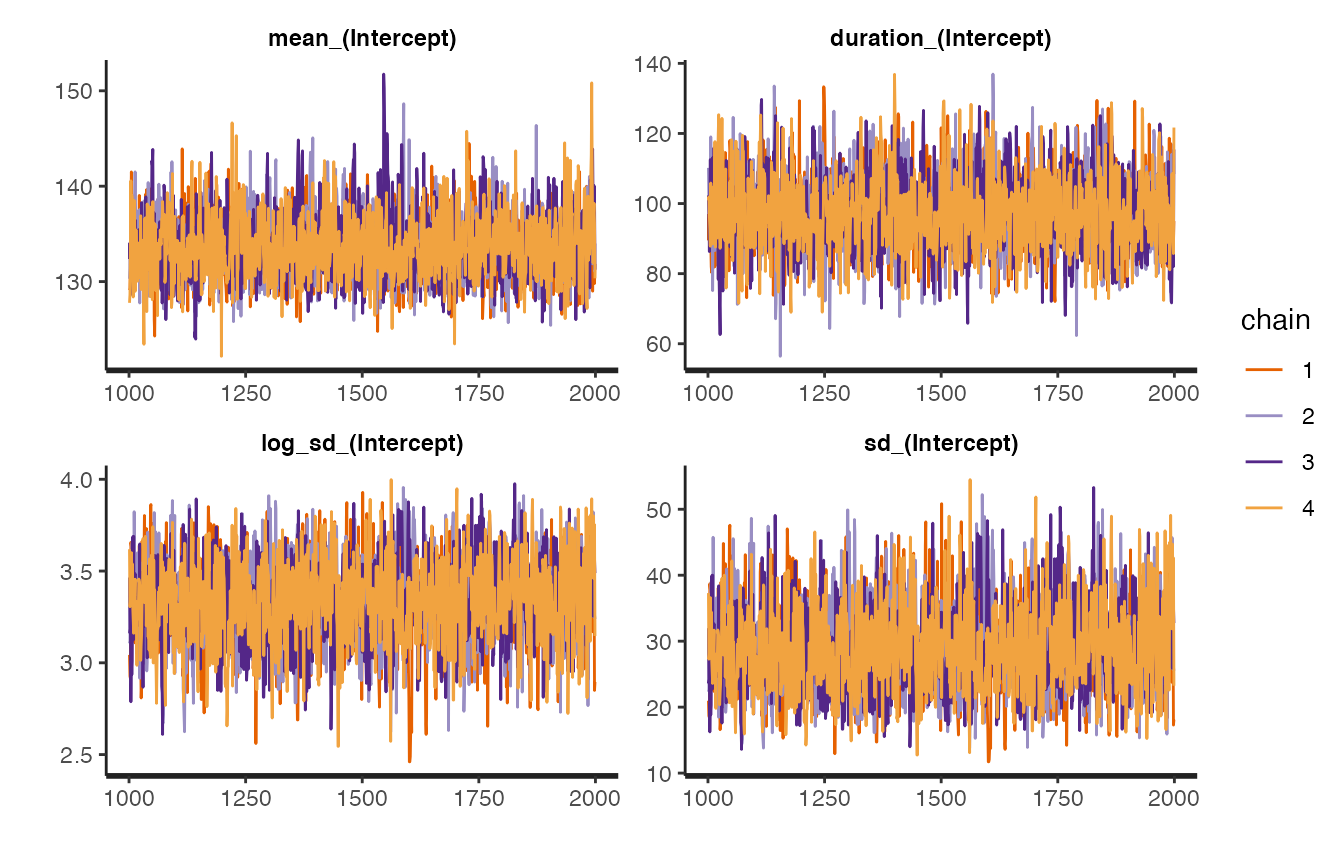 mean_(Intercept)
150
140
130
1000 1250 1500 1750 2000
duration_(Intercept)
140
120
100
80
60
1000 1250 1500 1750 2000
log_sd_(Intercept)
4.0
3.5
3.0
2.5
1000 1250 1500 1750 2000
sd_(Intercept)
50
40
30
20
10
1000 1250 1500 1750 2000
chain
1
2
3
4